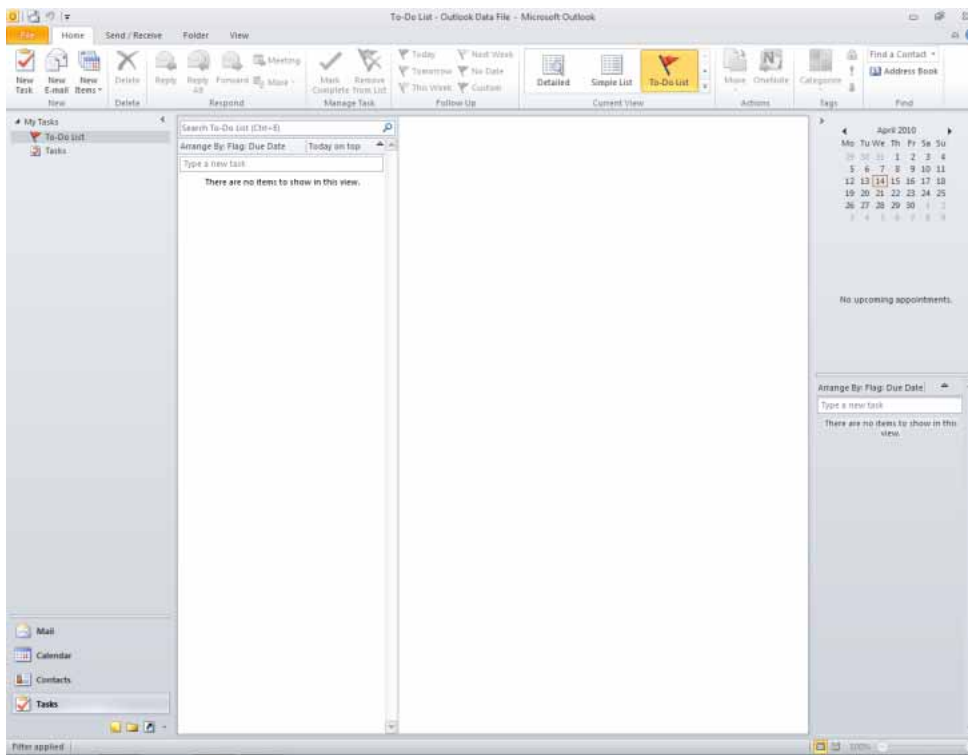 To-Do List - Outlook Data File - Microsoft Outlook
File Home Send / Receive Folder View
New Task
New E-mail
New Items
New
Delete
Delete
Reply
Reply All
Forward
Meeting
More
Respond
Mark Complete
Remove from List
Manage Task
Today
Tomorrow
This Week
Next Week
No Date
Custom
Follow Up
Detailed
Simple List
To-Do List
Current View
Move
OneNote
Actions
Categorize
Tags
Find a Contact
Address Book
Find
My Tasks
To-Do List
Tasks
Search To-Do List (Ctrl+E)
Arrange By: Flag: Due Date Today on top
Type a new task
There are no items to show in this view.
April 2010
Mo Tu We Th Fr Sa Su
29 30 31 1 2 3 4
5 6 7 8 9 10 11
12 13 14 15 16 17 18
19 20 21 22 23 24 25
26 27 28 29 30 1 2
3 4 5 6 7 8 9
No upcoming appointments.
Arrange By: Flag: Due Date
Type a new task
There are no items to show in this
view.
Mail
Calendar
Contacts
Tasks
Filter applied
100%